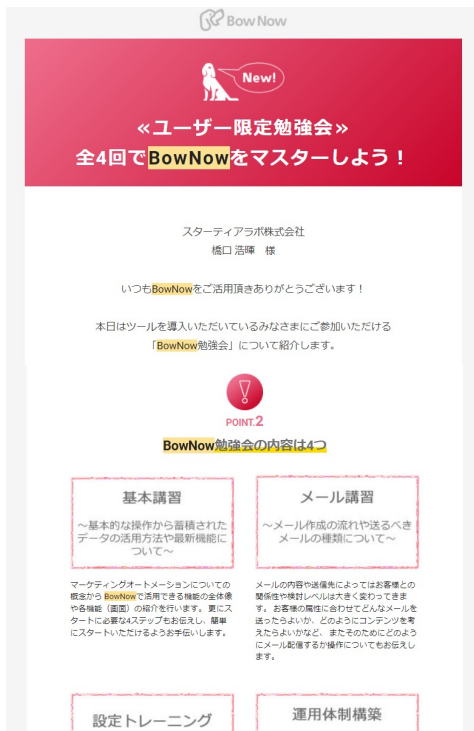 Bow Now
New!
≪ユーザー限定勉強会≫
全4回でBowNowをマスターしよう！
スターティアラボ株式会社
橋口 浩暉 様
いつもBowNowをご活用頂きありがとうございます！
本日はツールを導入いただいているみなさまにご参加いただける
「BowNow勉強会」について紹介します。
POINT.2
BowNow勉強会の内容は4つ
基本講習
～基本的な操作から蓄積された
データの活用方法や最新機能に
ついて～
マーケティングオートメーションについての
概念から BowNowで活用できる機能の全体像
や各機能（画面）の紹介を行います。 更にス
タートに必要な4ステップもお伝えし、簡単
にスタートいただけるようお手伝いします。
メール講習
～メール作成の流れや送るべき
メールの種類について～
メールの内容や送信先によってはお客様との
関係性や検討レベルは大きく変わってきま
す。 お客様の属性に合わせてどんなメールを
送ったらよいか、どのようにコンテンツを考
えたらよいかなど、 またそのためにどのよう
にメール配信するか操作についてもお伝えし
ます。
設定トレーニング
運用体制構築